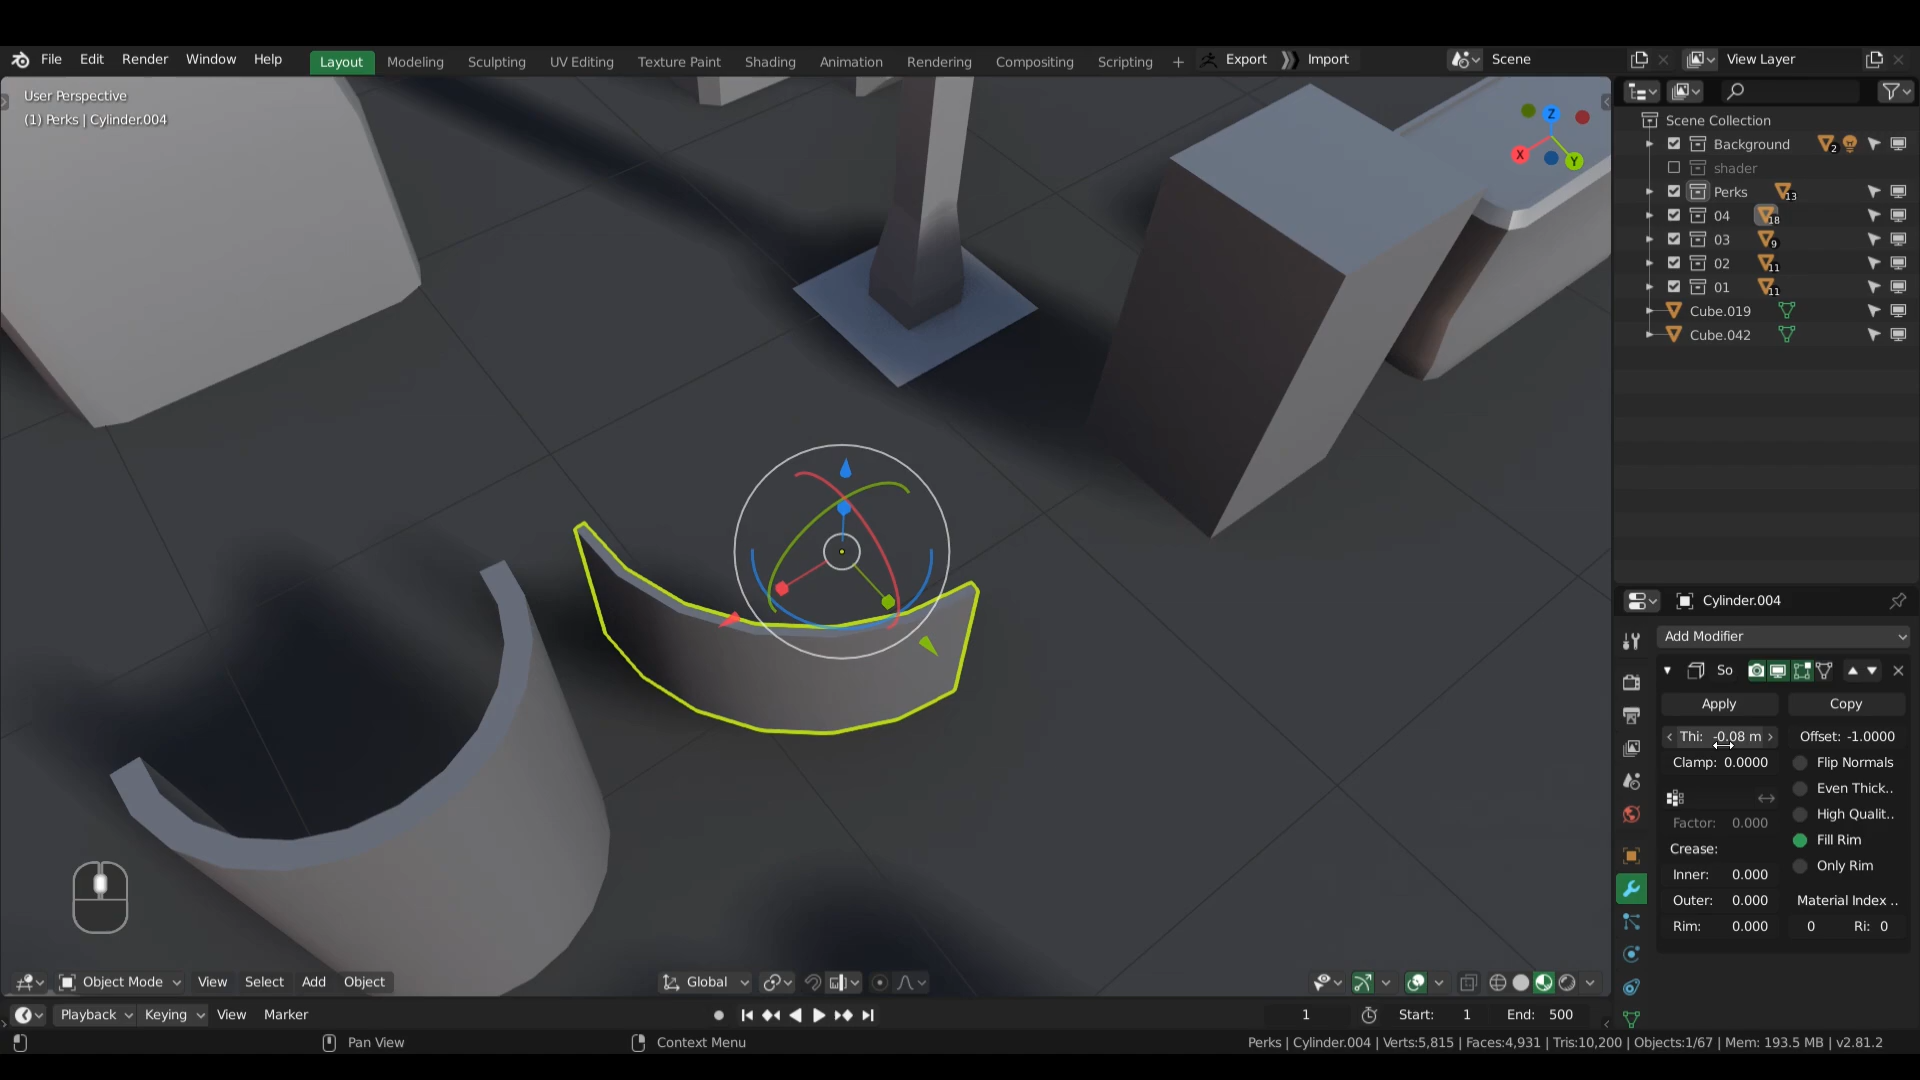 File Edit Render Window Help Layout Modeling Sculpting UV Editing Texture Paint Shading Animation Rendering Compositing Scripting + Export Import Scene View Layer
User Perspective
(1) Perks | Cylinder.004
Z
X
Y
Scene Collection
Background 2
shader
Perks 13
04 18
03 9
02 11
01 11
Cube.019
Cube.042
Cylinder.004
Add Modifier
So
Apply Copy
Thi: -0.08 m Offset: -1.0000
Clamp: 0.0000 Flip Normals
Even Thick..
High Qualit..
Factor: 0.000
Fill Rim
Crease:
Only Rim
Inner: 0.000
Outer: 0.000 Material Index ..
Rim: 0.000 0 Ri: 0
Object Mode View Select Add Object Global
Playback Keying View Marker 1 Start: 1 End: 500
Pan View Context Menu Perks | Cylinder.004 | Verts:5,815 | Faces:4,931 | Tris:10,200 | Objects:1/67 | Mem: 193.5 MB | v2.81.2